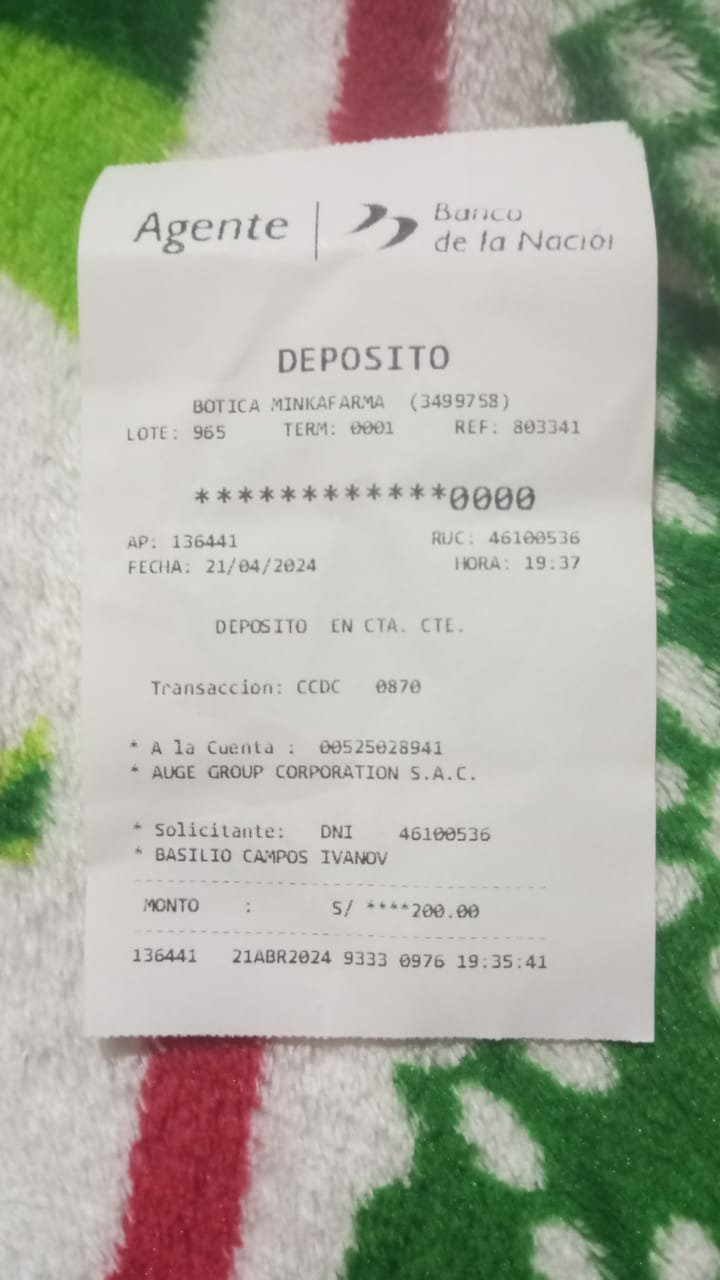 Agente
Banco
de la Nación
DEPOSITO
BOTICA MINKAFARMA (3499758)
LOTE: 965 TERM: 0001 REF: 803341
************0000
AP: 136441 RUC: 46100536
FECHA: 21/04/2024 HORA: 19:37
DEPOSITO EN CTA. CTE.
Transaccion: CCDC 0870
* A la Cuenta : 00525028941
* AUGE GROUP CORPORATION S.A.C.
* Solicitante: DNI 46100536
* BASILIO CAMPOS IVANOV
MONTO : S/ ****200.00
136441 21ABR2024 9333 0976 19:35:41